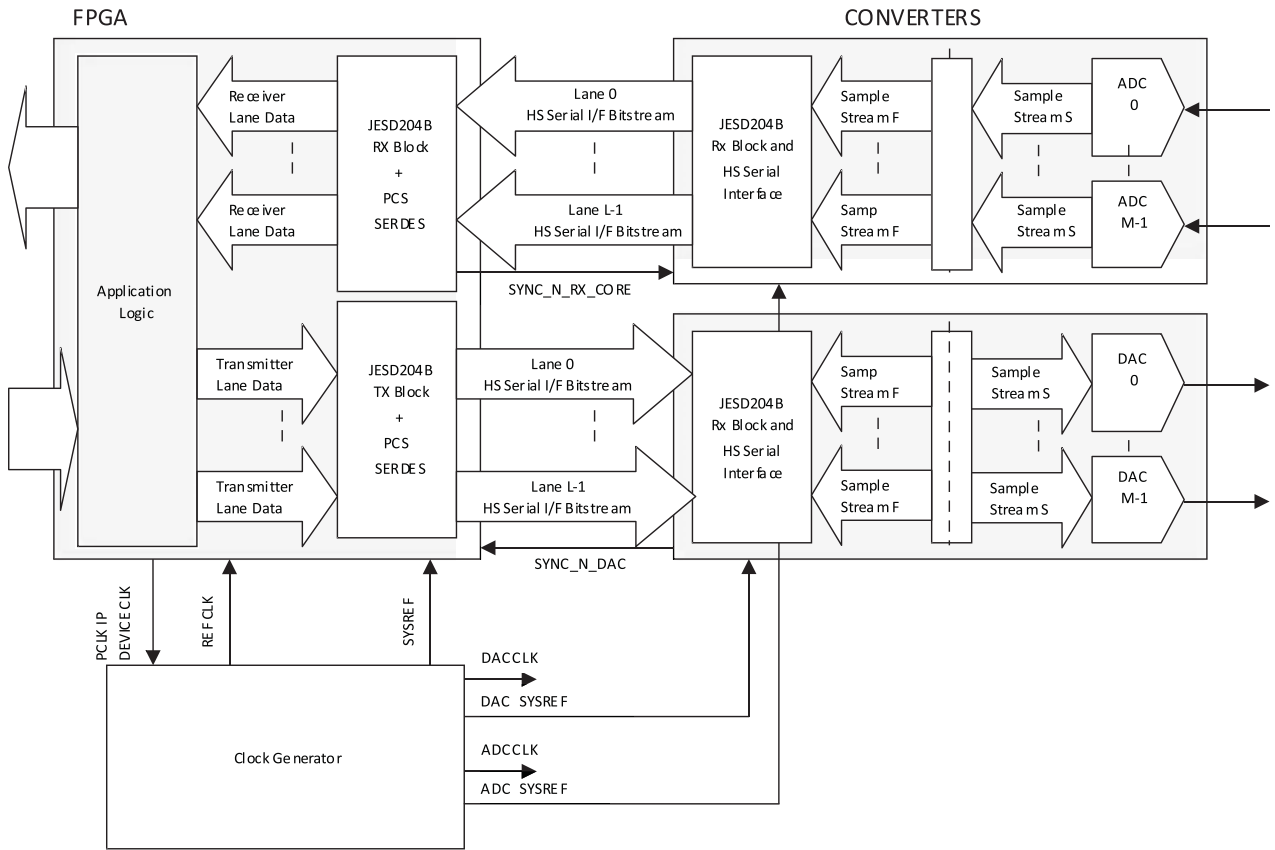 FPGA
CONVERTERS
Receiver
Lane Data
JESD204B
RX Block
+
PCS
SERDES
Lane 0
HS Serial I/F Bitstream
JESD204B
Rx Block and
HS Serial
Interface
Sample
Stream F
Sample
Stream S
ADC
0
Receiver
Lane Data
Lane L-1
HS Serial I/F Bitstream
Samp
Stream F
Sample
Stream S
ADC
M-1
SYNC_N_RX_CORE
Application
Logic
Transmitter
Lane Data
JESD204B
TX Block
+
PCS
SERDES
Lane 0
HS Serial I/F Bitstream
JESD204B
Rx Block and
HS Serial
Interface
Samp
Stream F
Sample
Stream S
DAC
0
Transmitter
Lane Data
Lane L-1
HS Serial I/F Bitstream
Sample
Stream F
Sample
Stream S
DAC
M-1
SYNC_N_DAC
PCLK IP
DEVICE CLK
REF CLK
SYSREF
DACCLK
DAC SYSREF
ADCCLK
ADC SYSREF
Clock Generator